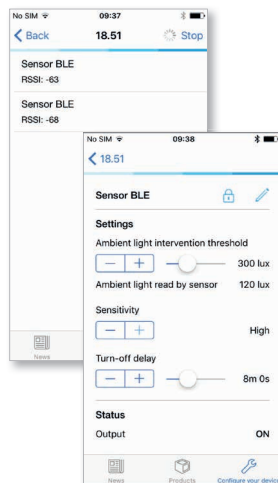 No SIM 09:37
Back 18.51 Stop
Sensor BLE
RSSI: -63
Sensor BLE
RSSI: -68
News
No SIM 09:38
18.51
Sensor BLE
Settings
Ambient light intervention threshold
− + 300 lux
Ambient light read by sensor 120 lux
Sensitivity
− + High
Turn-off delay
− + 8m 0s
Status
Output ON
News Products Configure your device